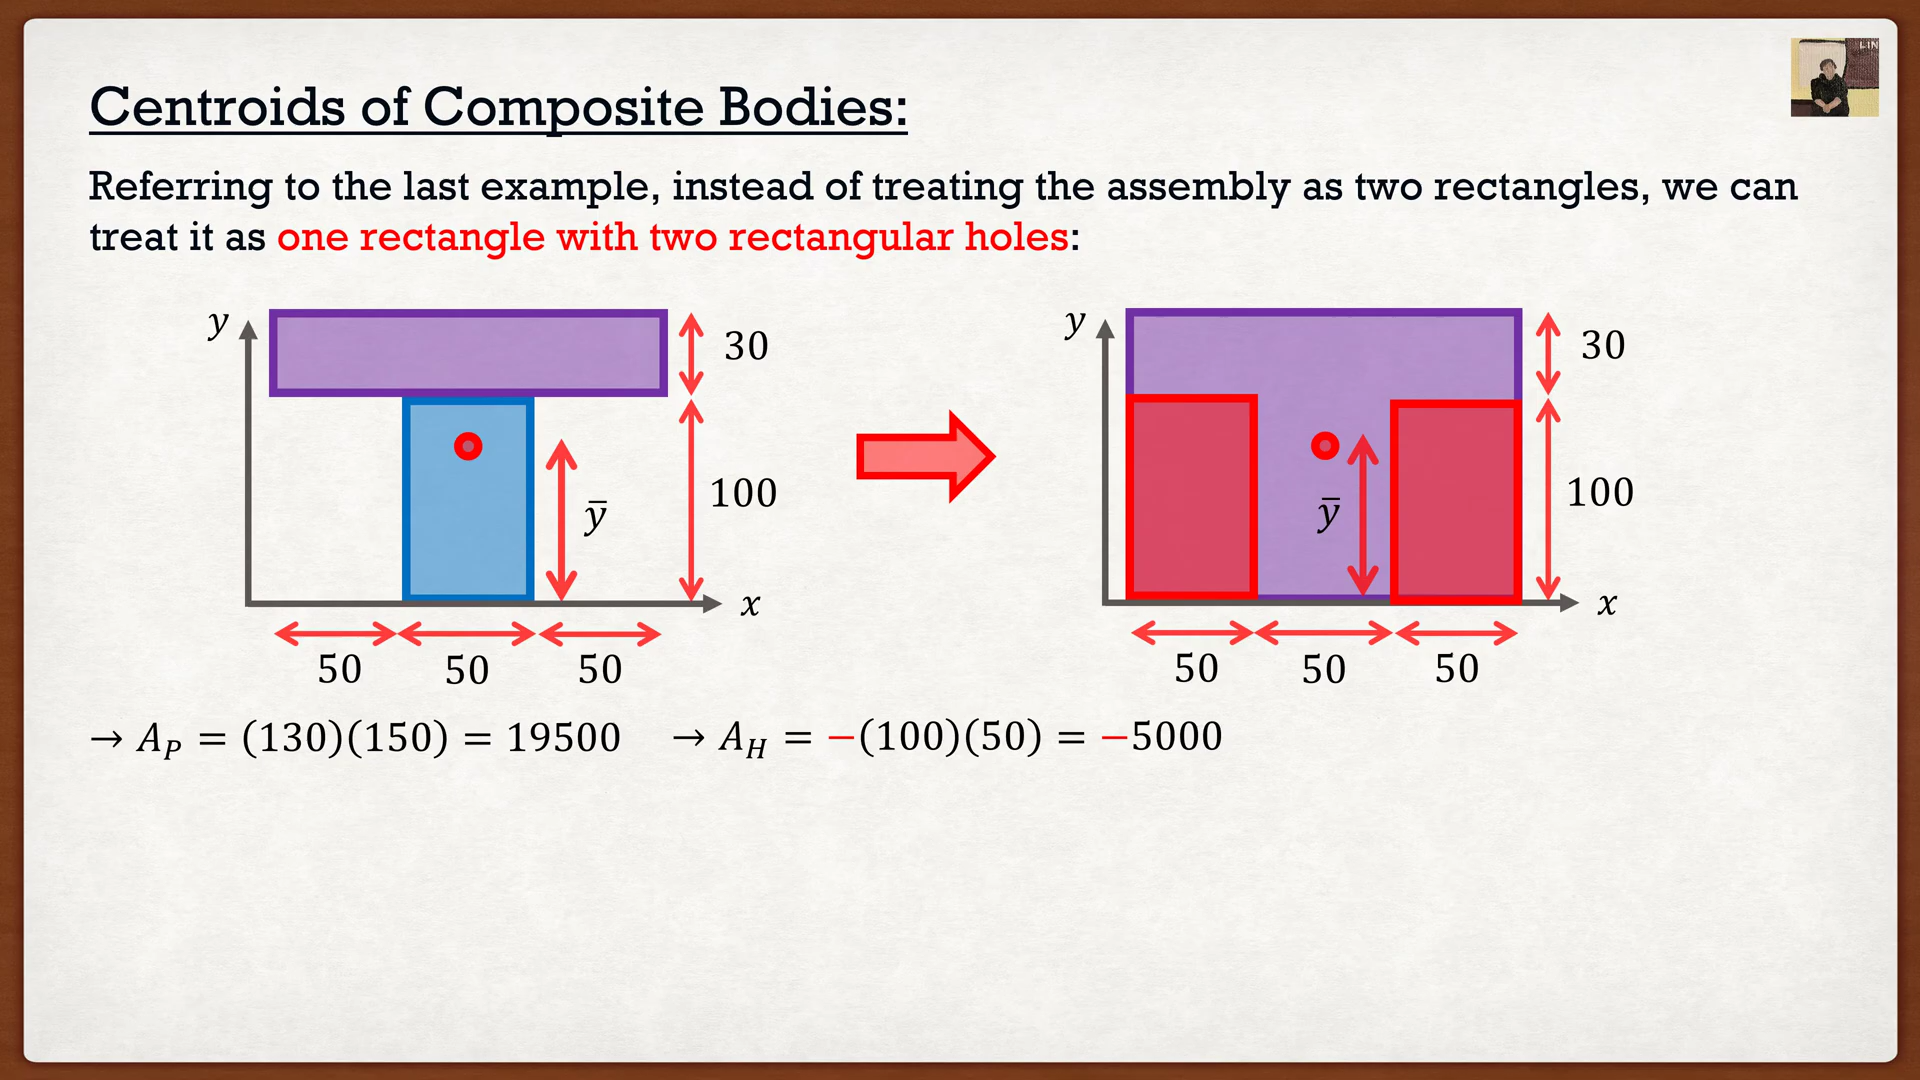 LIN
Centroids of Composite Bodies:
Referring to the last example, instead of treating the assembly as two rectangles, we can
treat it as one rectangle with two rectangular holes:
y
30
100
ȳ
x
50 50 50
y
30
100
ȳ
x
50 50 50
→ A_P = (130)(150) = 19500 → A_H = −(100)(50) = −5000